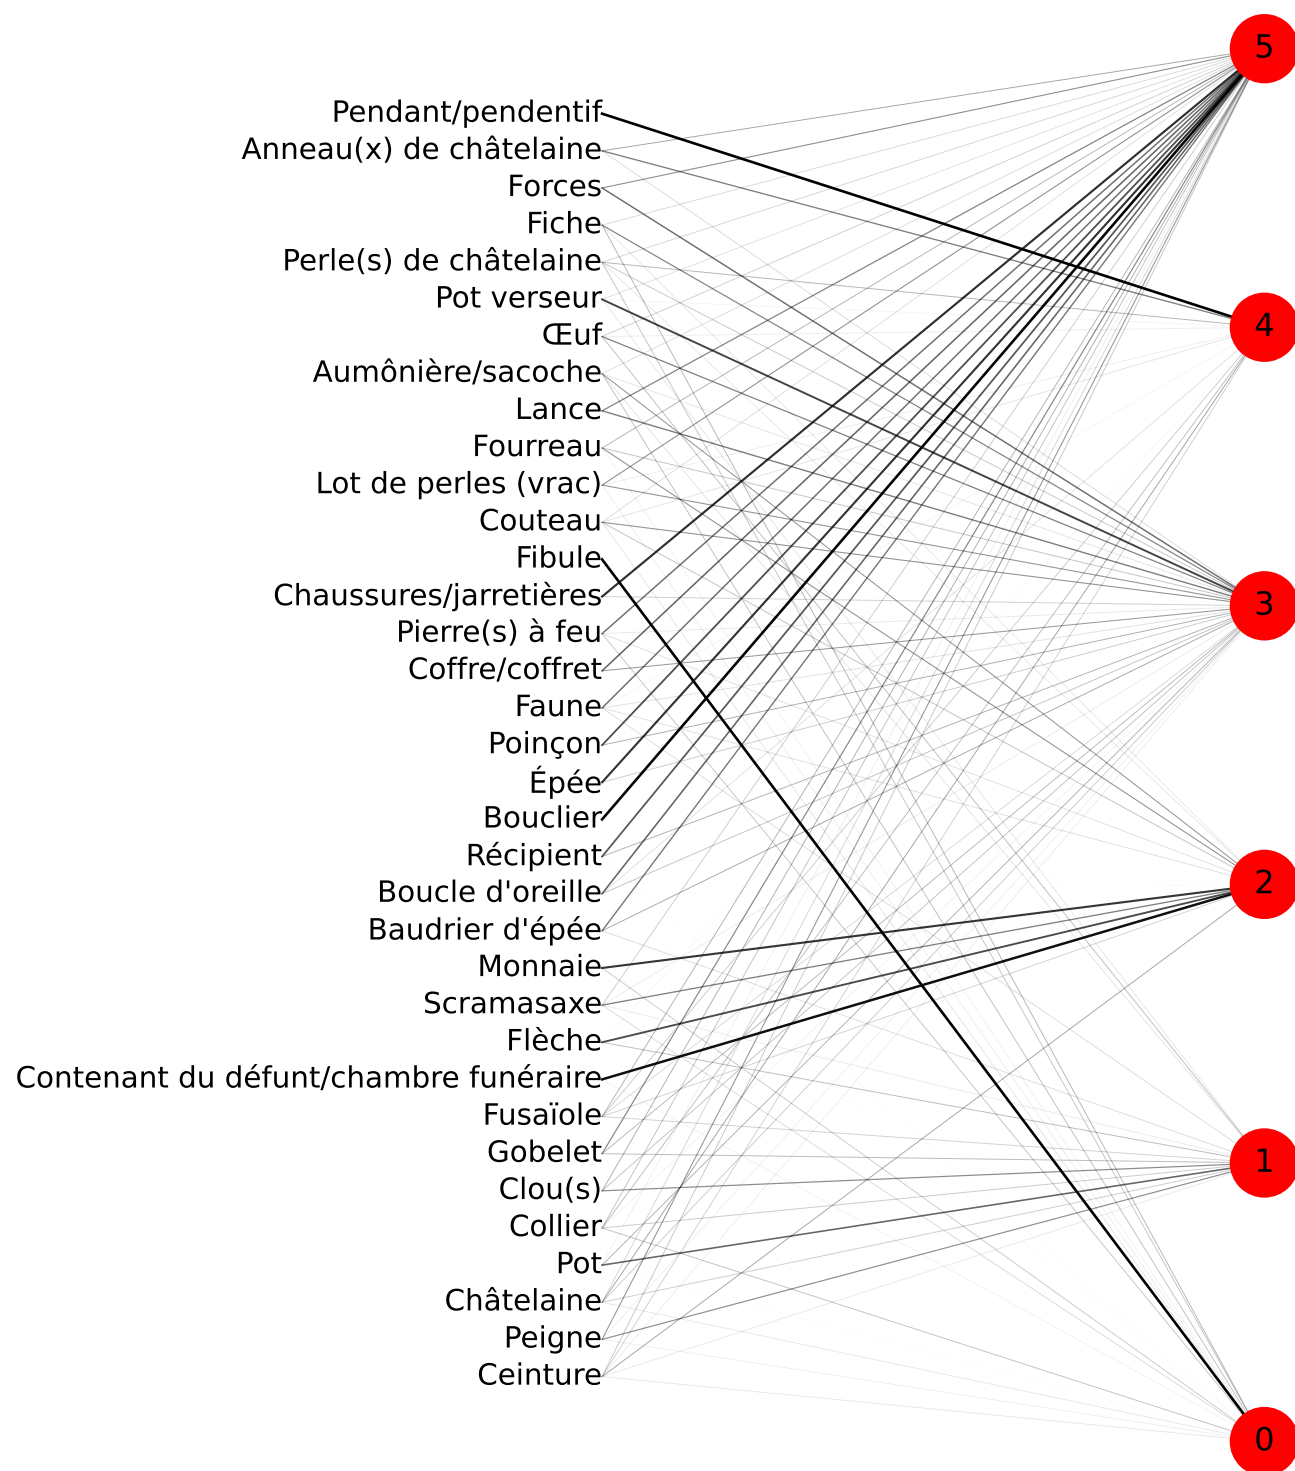 5
Pendant/pendentif
Anneau(x) de châtelaine
Forces
Fiche
Perle(s) de châtelaine
Pot verseur
4
Œuf
Aumônière/sacoche
Lance
Fourreau
Lot de perles (vrac)
Couteau
Fibule
Chaussures/jarretières
3
Pierre(s) à feu
Coffre/coffret
Faune
Poinçon
Épée
Bouclier
Récipient
2
Boucle d'oreille
Baudrier d'épée
Monnaie
Scramasaxe
Flèche
Contenant du défunt/chambre funéraire
Fusaïole
Gobelet
1
Clou(s)
Collier
Pot
Châtelaine
Peigne
Ceinture
0